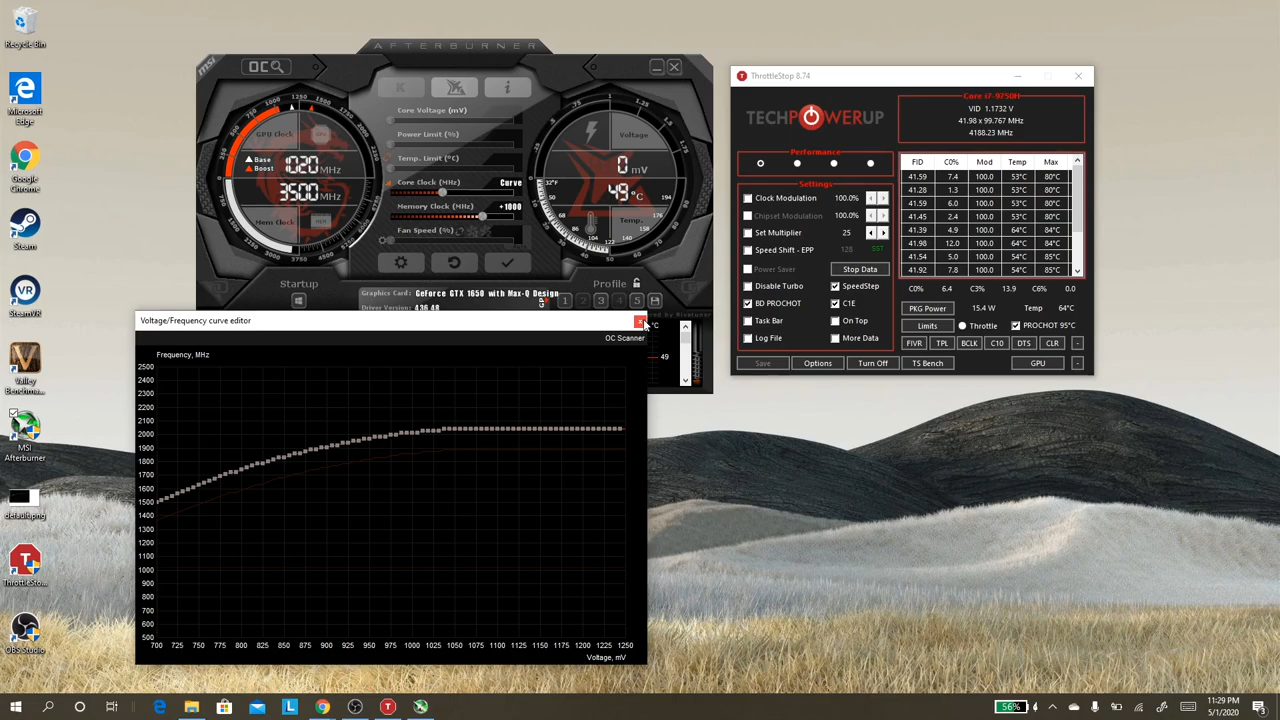 Recycle Bin
Microsoft Edge
Google Chrome
Steam
SteamVR
Valley Benchma...
MSI Afterburner
default.png
ThrottleSto...
OBS Studio
AFTERBURNER
msi
OC
K
i
Core Voltage (mV)
Power Limit (%)
Temp. Limit (°C)
Core Clock (MHz) Curve
Memory Clock (MHz) +1000
Fan Speed (%)
GPU Clock
Base
Boost
1020 MHz
3500 MHz
Mem Clock
Voltage
0 mV
49 °C
Temp.
Startup
Profile
Graphics Card: GeForce GTX 1650 with Max-Q Design
Driver Version: 436.48
1 2 3 4 5
49
Voltage/Frequency curve editor
OC Scanner
Frequency, MHz
2500
2400
2300
2200
2100
2000
1900
1800
1700
1600
1500
1400
1300
1200
1100
1000
900
800
700
600
500
700 725 750 775 800 825 850 875 900 925 950 975 1000 1025 1050 1075 1100 1125 1150 1175 1200 1225 1250
Voltage, mV
ThrottleStop 8.74
TECHPOWERUP
Core i7-9750H
VID 1.1732 V
41.98 x 99.767 MHz
4188.23 MHz
Performance
Settings
Clock Modulation 100.0%
Chipset Modulation 100.0%
Set Multiplier 25
Speed Shift - EPP 128 SST
Power Saver Stop Data
Disable Turbo SpeedStep
BD PROCHOT C1E
Task Bar On Top
Log File More Data
FID C0% Mod Temp Max
41.59 7.4 100.0 53°C 80°C
41.28 1.3 100.0 53°C 80°C
41.59 6.0 100.0 53°C 80°C
41.45 2.4 100.0 53°C 80°C
41.39 4.9 100.0 64°C 84°C
41.98 12.0 100.0 64°C 84°C
41.54 5.0 100.0 54°C 85°C
41.92 7.8 100.0 54°C 85°C
C0% 6.4 C3% 13.9 C6% 0.0
PKG Power 15.4 W Temp 64°C
Limits Throttle PROCHOT 95°C
FIVR TPL BCLK C10 DTS CLR -
Save Options Turn Off TS Bench GPU -
56%
11:29 PM
5/1/2020